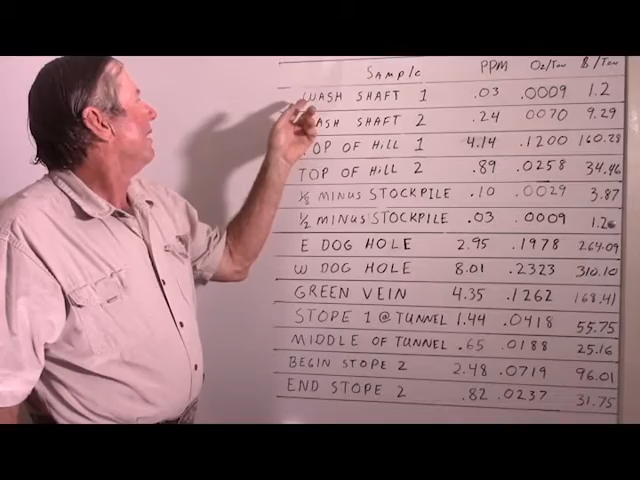 SAMPLE PPM OZ/TON $/TON
WASH SHAFT 1 .03 .0009 1.2
WASH SHAFT 2 .24 0070 9.29
TOP OF HILL 1 4.14 .1200 160.28
TOP OF HILL 2 .89 .0258 34.46
1/8 MINUS STOCKPILE .10 .0029 3.87
1/2 MINUS STOCKPILE .03 .0009 1.26
E DOG HOLE 2.95 .1978 264.09
W DOG HOLE 8.01 .2323 310.10
GREEN VEIN 4.35 .1262 168.41
STOPE 1 @ TUNNEL 1.44 .0418 55.75
MIDDLE OF TUNNEL .65 .0188 25.16
BEGIN STOPE 2 2.48 .0719 96.01
END STOPE 2 .82 .0237 31.75